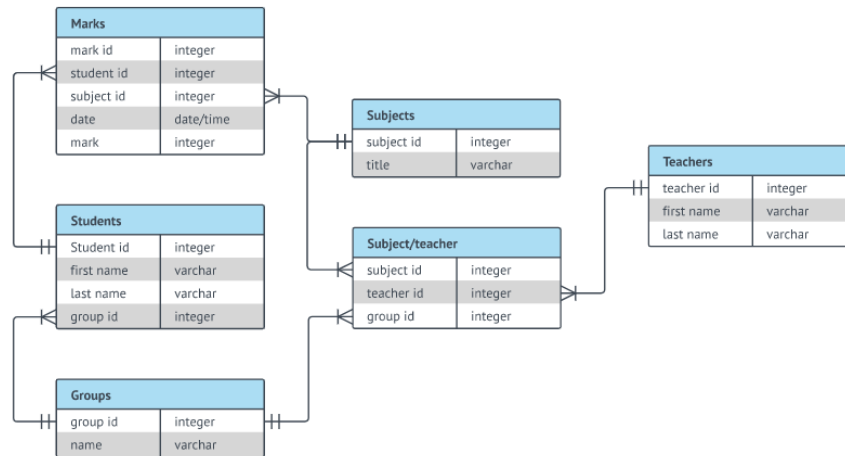 Marks
mark id integer
student id integer
subject id integer
date date/time
mark integer
Subjects
subject id integer
title varchar
Teachers
teacher id integer
first name varchar
last name varchar
Students
Student id integer
first name varchar
last name varchar
group id integer
Subject/teacher
subject id integer
teacher id integer
group id integer
Groups
group id integer
name varchar